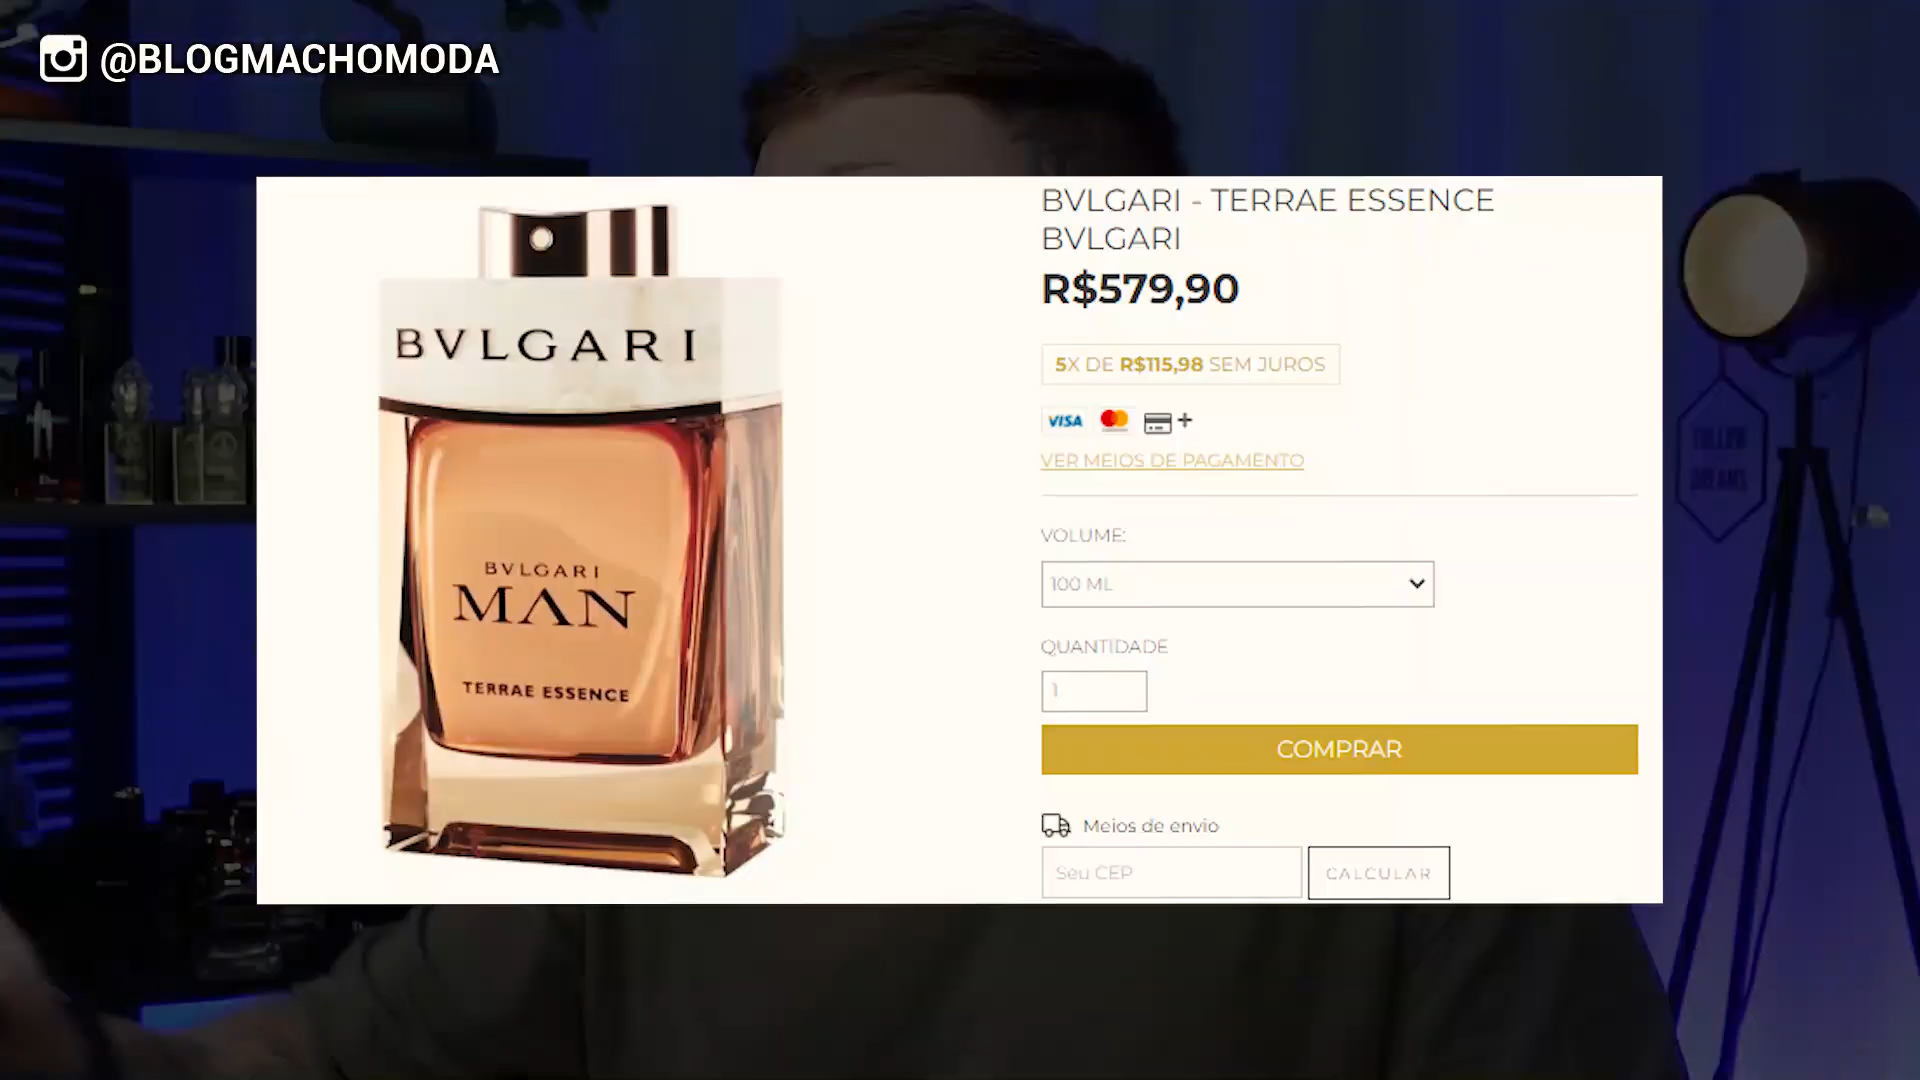 @BLOGMACHOMODA
BVLGARI - TERRAE ESSENCE
BVLGARI
R$579,90
5X DE R$115,98 SEM JUROS
VISA
VER MEIOS DE PAGAMENTO
VOLUME:
100 ML
QUANTIDADE
1
COMPRAR
Meios de envio
Seu CEP
CALCULAR
BVLGARI
BVLGARI
MAN
TERRAE ESSENCE